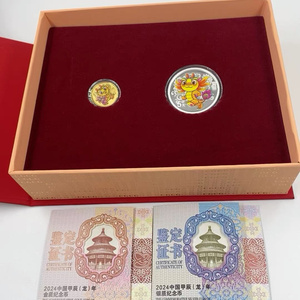 鉴定
证书
CERTIFICATE OF
AUTHENTICITY
2024中国甲辰（龙）年
金质纪念币
鉴定
证书
CERTIFICATE OF
AUTHENTICITY
2024中国甲辰（龙）年
银质纪念币